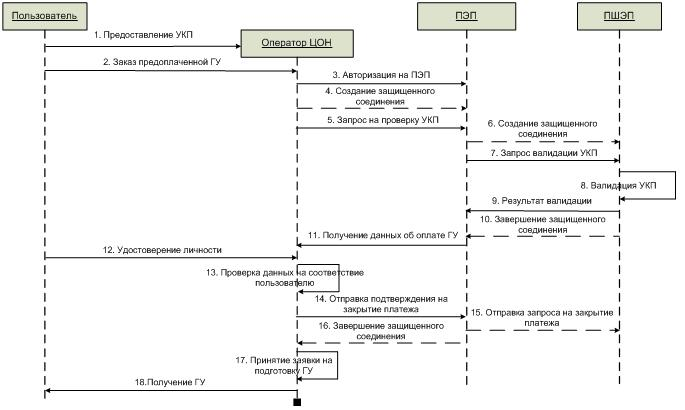 Пользователь
ПЭП
ПШЭП
1. Предоставление УКП
Оператор ЦОН
2. Заказ предоплаченной ГУ
3. Авторизация на ПЭП
4. Создание защищенного
соединения
5. Запрос на проверку УКП
6. Создание защищенного
соединения
7. Запрос валидации УКП
8. Валидация УКП
9. Результат валидации
10. Завершение защищенного
соединения
11. Получение данных об оплате ГУ
12. Удостоверение личности
13. Проверка данных на соответствие
пользователю
14. Отправка подтверждения на
закрытие платежа
15. Отправка запроса на закрытие
платежа
16. Завершение защищенного
соединения
17. Принятие заявки на
подготовку ГУ
18.Получение ГУ